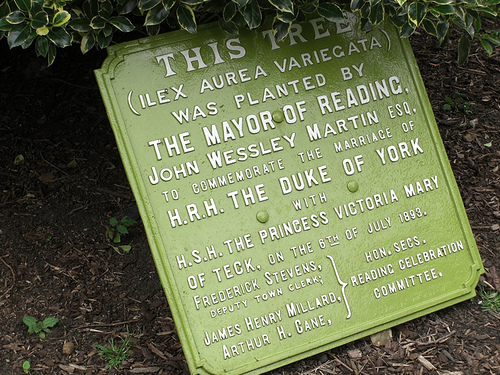 THIS TREE
(ILEX AUREA VARIEGATA)
WAS PLANTED BY
THE MAYOR OF READING,
JOHN WESSLEY MARTIN ESQ.
TO COMMEMORATE THE MARRIAGE OF
H.R.H. THE DUKE OF YORK
WITH
H.S.H. THE PRINCESS VICTORIA MARY
OF TECK, ON THE 6TH OF JULY 1893.
FREDERICK STEVENS,
DEPUTY TOWN CLERK;
JAMES HENRY MILLARD,
ARTHUR H. CANE,
HON. SECS.
READING CELEBRATION
COMMITTEE.